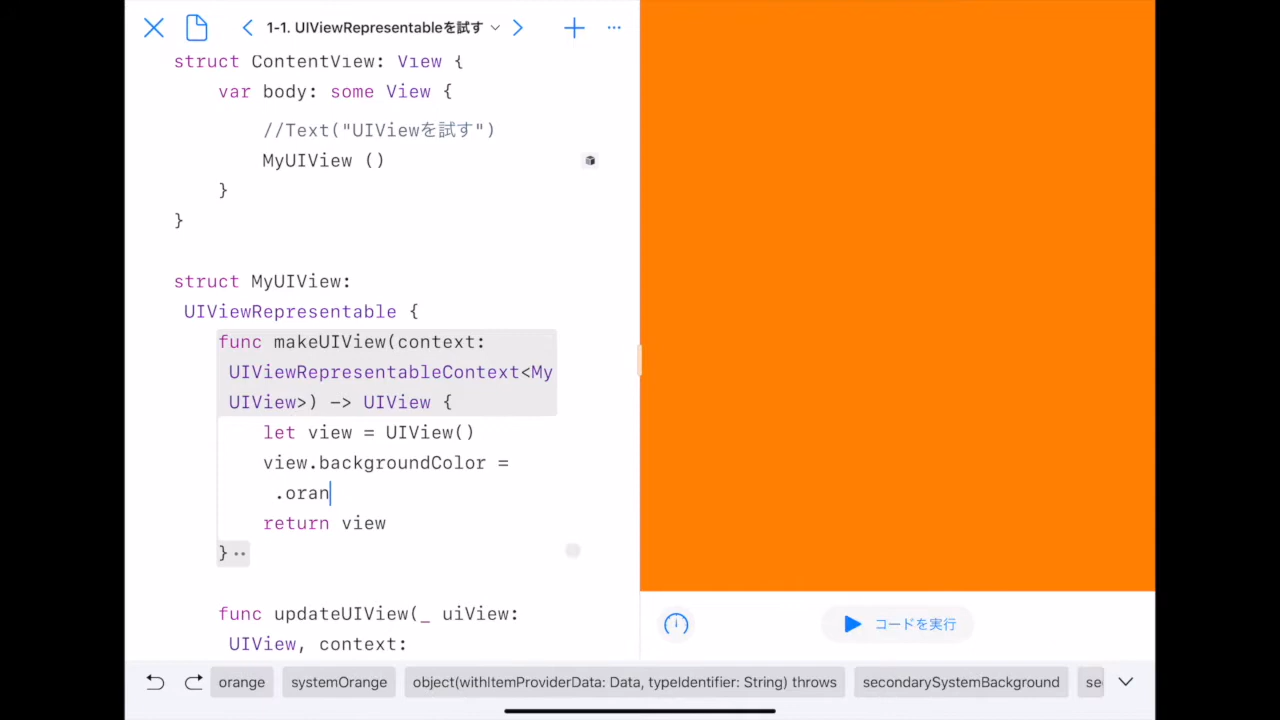 1-1. UIViewRepresentableを試す
struct ContentView: View {
var body: some View {
//Text("UIViewを試す")
MyUIView ()
}
}
struct MyUIView:
UIViewRepresentable {
func makeUIView(context:
UIViewRepresentableContext<My
UIView>) -> UIView {
let view = UIView()
view.backgroundColor =
.oran
return view
}
func updateUIView(_ uiView:
UIView, context:
コードを実行
orange systemOrange object(withItemProviderData: Data, typeIdentifier: String) throws secondarySystemBackground se